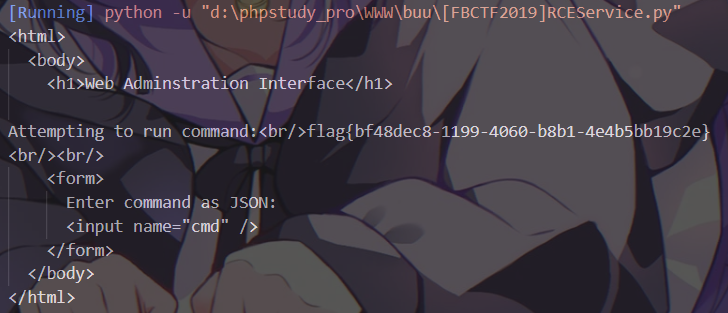 [Running] python -u "d:\phpstudy_pro\WWW\buu\[FBCTF2019]RCEService.py"
<html>
  <body>
    <h1>Web Adminstration Interface</h1>

Attempting to run command:<br/>flag{bf48dec8-1199-4060-b8b1-4e4b5bb19c2e}
<br/><br/>
    <form>
      Enter command as JSON:
      <input name="cmd" />
    </form>
  </body>
</html>